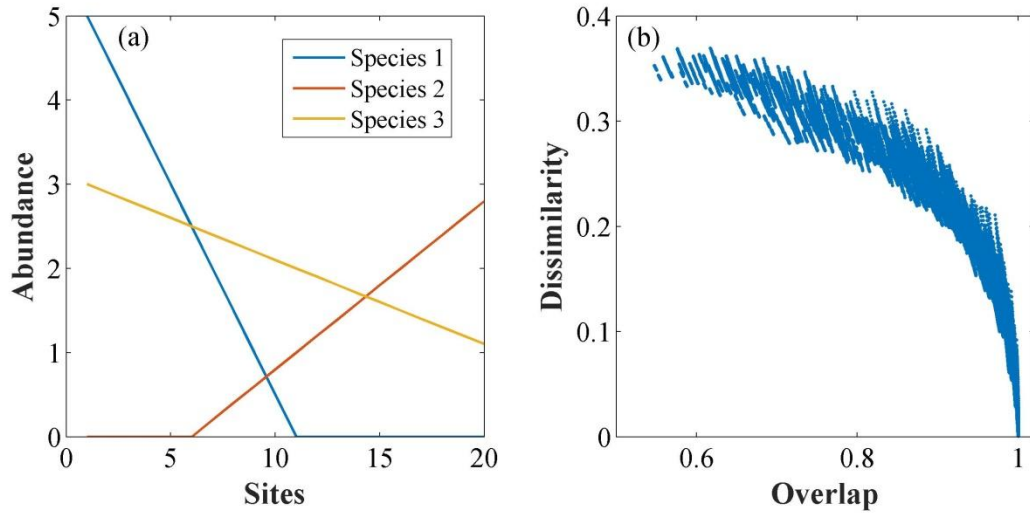 (a)
Species 1
Species 2
Species 3
5
4
3
2
1
0
Abundance
0
5
10
15
20
Sites
(b)
0.4
0.3
0.2
0.1
0
Dissimilarity
0.6
0.8
1
Overlap